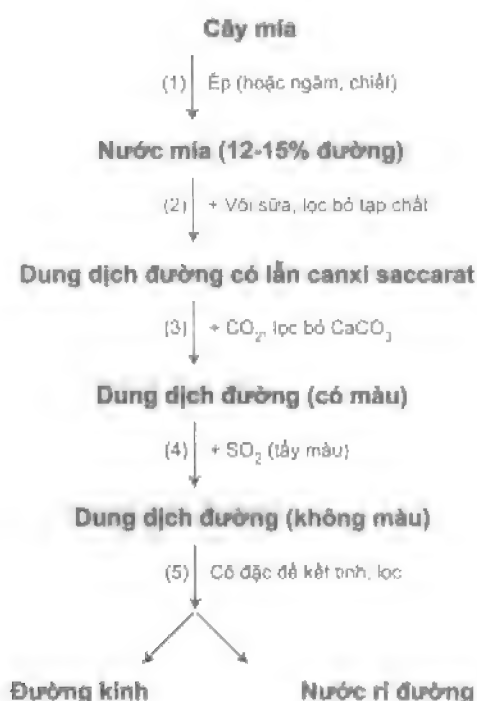 Cây mía
(1) Ép (hoặc ngâm, chiết)
Nước mía (12-15% đường)
(2) + Vôi sữa, lọc bỏ tạp chất
Dung dịch đường có lẫn canxi saccarat
(3) + CO₂, lọc bỏ CaCO₃
Dung dịch đường (có màu)
(4) + SO₂ (tẩy màu)
Dung dịch đường (không màu)
(5) Cô đặc để kết tinh, lọc
Đường kính Nước rỉ đường